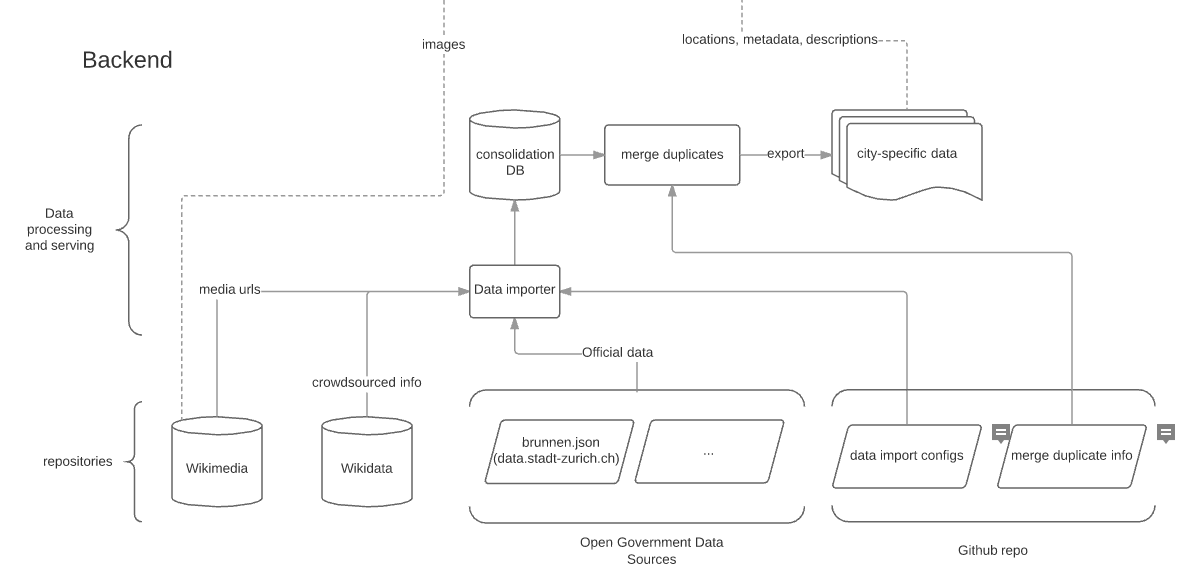 Backend
images
locations, metadata, descriptions
consolidation
DB
merge duplicates
export
city-specific data
Data
processing
and serving
media urls
Data importer
Official data
crowdsourced info
repositories
Wikimedia
Wikidata
brunnen.json
(data.stadt-zurich.ch)
...
data import configs
merge duplicate info
Open Government Data
Sources
Github repo